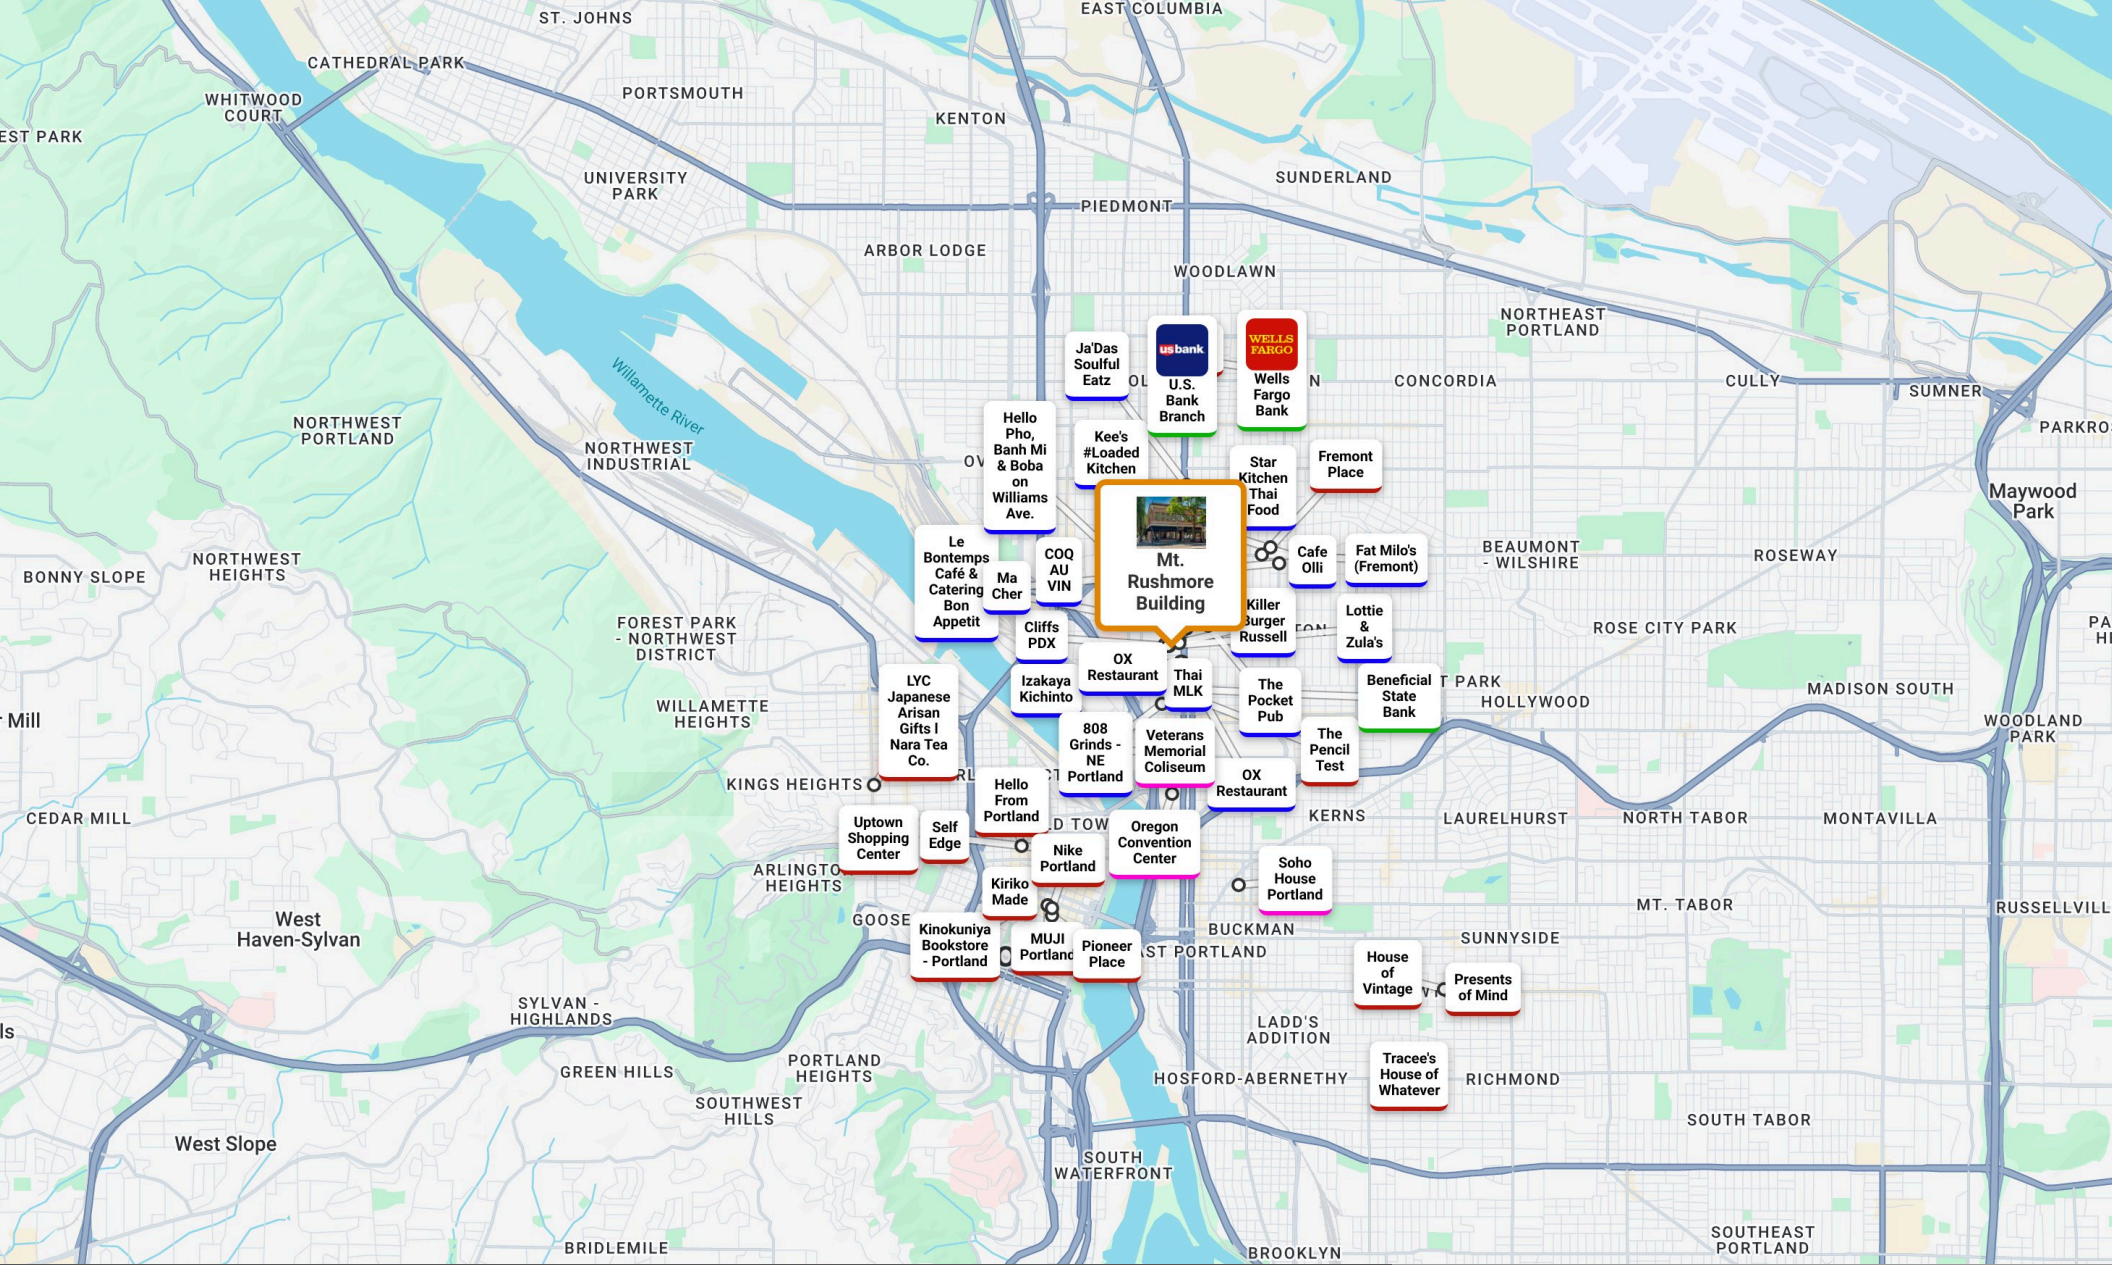 ST. JOHNS
EAST COLUMBIA
CATHEDRAL PARK
WHITWOOD
COURT
PORTSMOUTH
KENTON
EST PARK
UNIVERSITY
PARK
SUNDERLAND
PIEDMONT
ARBOR LODGE
WOODLAWN
NORTHEAST
PORTLAND
Willamette River
Ja'Das
Soulful
Eatz
usbank
U.S.
Bank
Branch
WELLS
FARGO
Wells
Fargo
Bank
CONCORDIA
CULLY
SUMNER
PARKRO
NORTHWEST
PORTLAND
NORTHWEST
INDUSTRIAL
Hello
Pho,
Banh Mi
& Boba
on
Williams
Ave.
Kee's
#Loaded
Kitchen
Star
Kitchen
Thai
Food
Fremont
Place
Maywood
Park
Mt.
Rushmore
Building
NORTHWEST
HEIGHTS
BONNY SLOPE
Le
Bontemps
Café &
Catering
Bon
Appetit
Ma
Cher
COQ
AU
VIN
Cafe
Olli
Fat Milo's
(Fremont)
BEAUMONT
- WILSHIRE
ROSEWAY
FOREST PARK
- NORTHWEST
DISTRICT
Cliffs
PDX
Killer
Burger
Russell
Lottie
&
Zula's
ROSE CITY PARK
OX
Restaurant
Izakaya
Kichinto
Thai
MLK
The
Pocket
Pub
Beneficial
State
Bank
T PARK
HOLLYWOOD
MADISON SOUTH
WOODLAND
PARK
Mill
WILLAMETTE
HEIGHTS
LYC
Japanese
Arisan
Gifts I
Nara Tea
Co.
808
Grinds -
NE
Portland
Veterans
Memorial
Coliseum
The
Pencil
Test
OX
Restaurant
KINGS HEIGHTS
Hello
From
Portland
CEDAR MILL
Uptown
Shopping
Center
Self
Edge
D TOW
Nike
Portland
Oregon
Convention
Center
KERNS
LAURELHURST
NORTH TABOR
MONTAVILLA
ARLINGTO
HEIGHTS
Kiriko
Made
Soho
House
Portland
MT. TABOR
RUSSELLVILL
West
Haven-Sylvan
GOOSE
Kinokuniya
Bookstore
- Portland
MUJI
Portland
Pioneer
Place
BUCKMAN
AST PORTLAND
SUNNYSIDE
House
of
Vintage
Presents
of Mind
SYLVAN -
HIGHLANDS
ls
LADD'S
ADDITION
GREEN HILLS
PORTLAND
HEIGHTS
HOSFORD-ABERNETHY
Tracee's
House of
Whatever
RICHMOND
SOUTHWEST
HILLS
SOUTH TABOR
West Slope
SOUTH
WATERFRONT
BRIDLEMILE
BROOKLYN
SOUTHEAST
PORTLAND